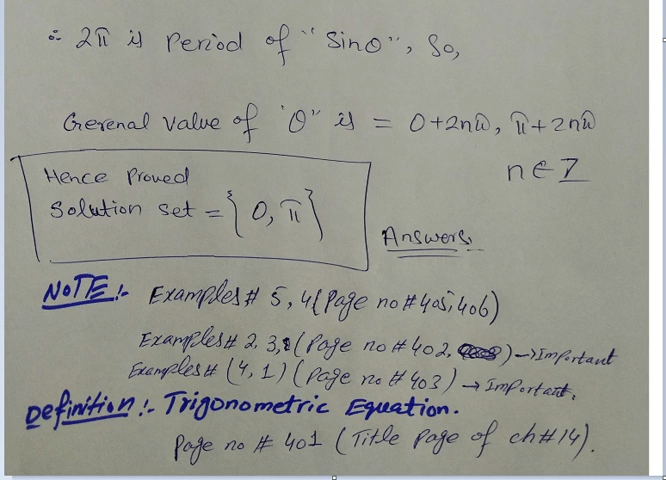 ∴ 2π is Period of "Sinθ", So,
Gerenal Value of "θ" is = 0+2nπ, π+2nπ
n ∈ Z
Hence Proved
Solution set = { 0, π }
Answers.
NOTE:- Examples# 5, 4 (Page no # 405, 406)
Examples# 2, 3, (Page no # 402, ) → Important
Examples# (4, 1) (Page no # 403) → Important.
Definition:- Trigonometric Equation.
Page no # 401 (Title Page of ch#14).